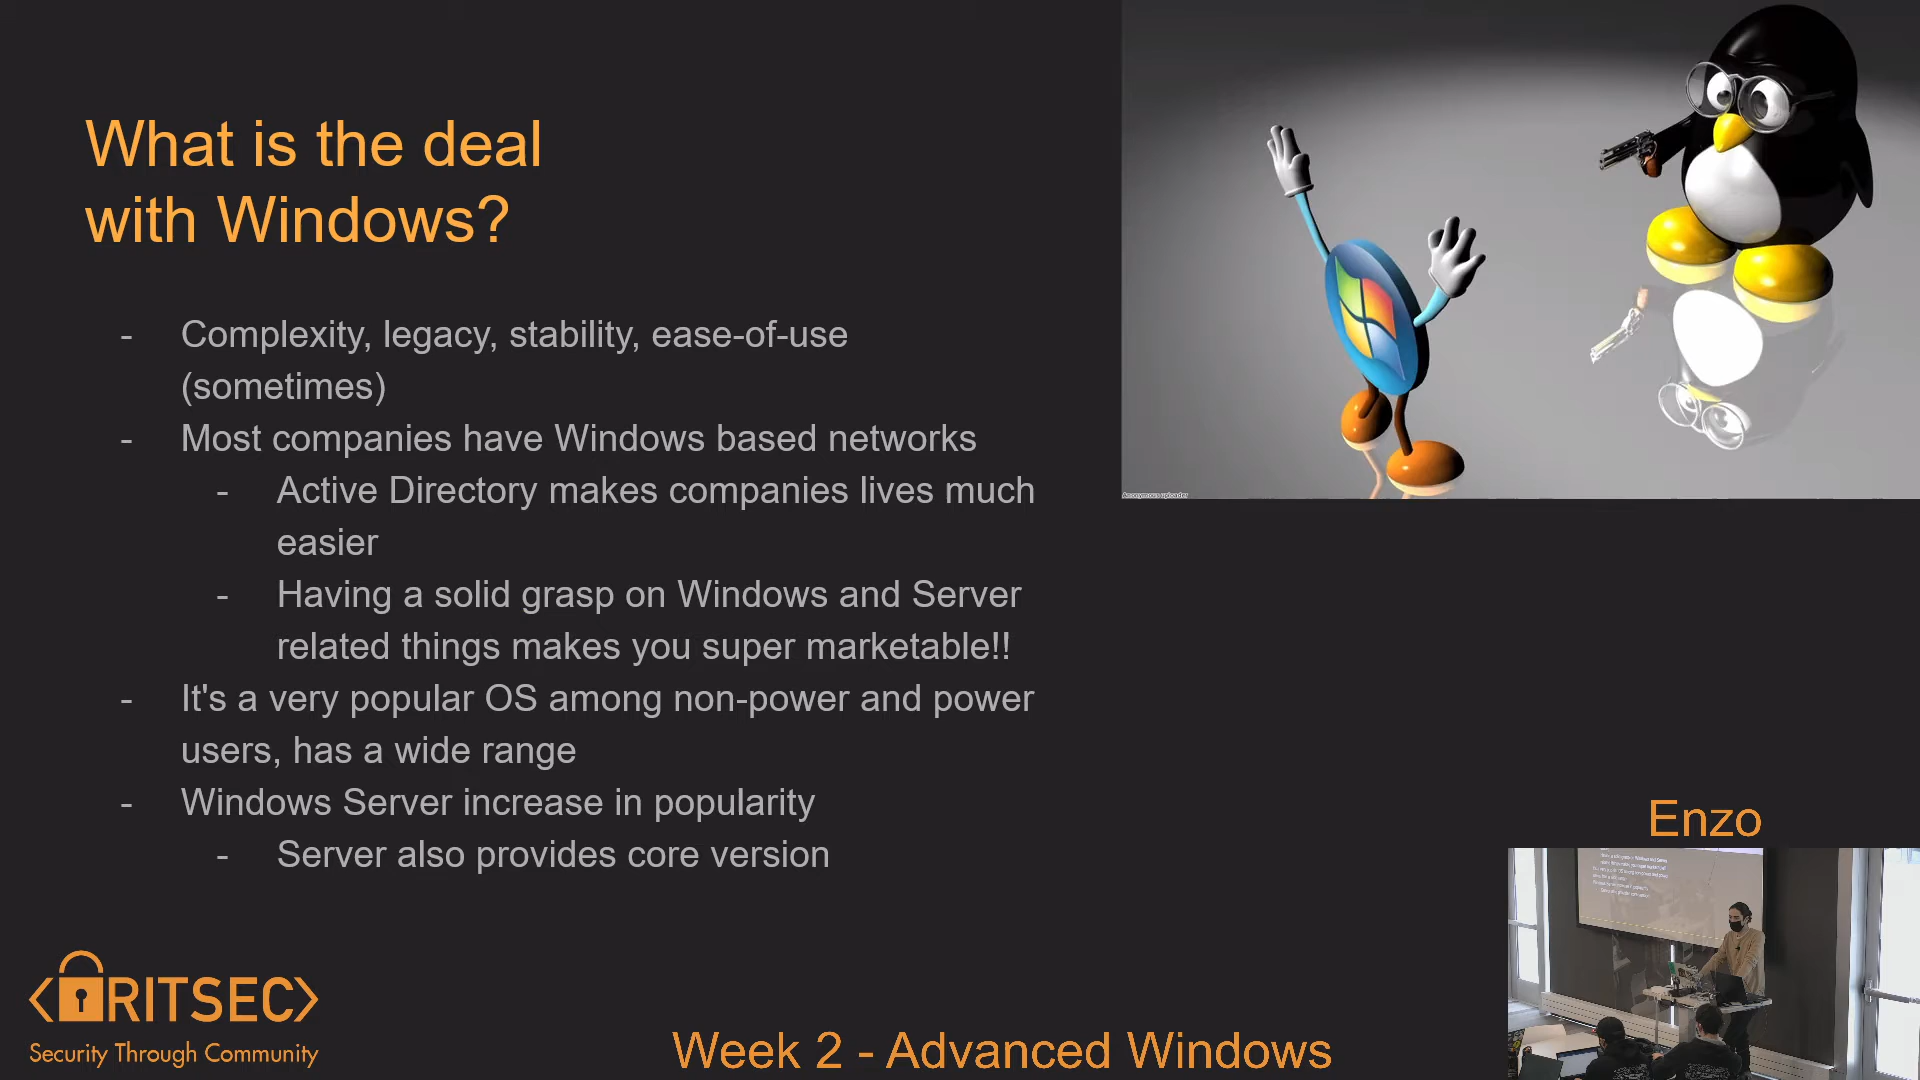 What is the deal
with Windows?
- Complexity, legacy, stability, ease-of-use
(sometimes)
- Most companies have Windows based networks
- Active Directory makes companies lives much
easier
- Having a solid grasp on Windows and Server
related things makes you super marketable!!
- It's a very popular OS among non-power and power
users, has a wide range
- Windows Server increase in popularity
- Server also provides core version
Anonymous uploader
Enzo
<RITSEC>
Security Through Community
Week 2 - Advanced Windows